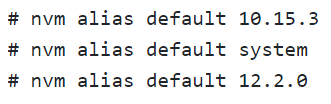 # nvm alias default 10.15.3
# nvm alias default system
# nvm alias default 12.2.0